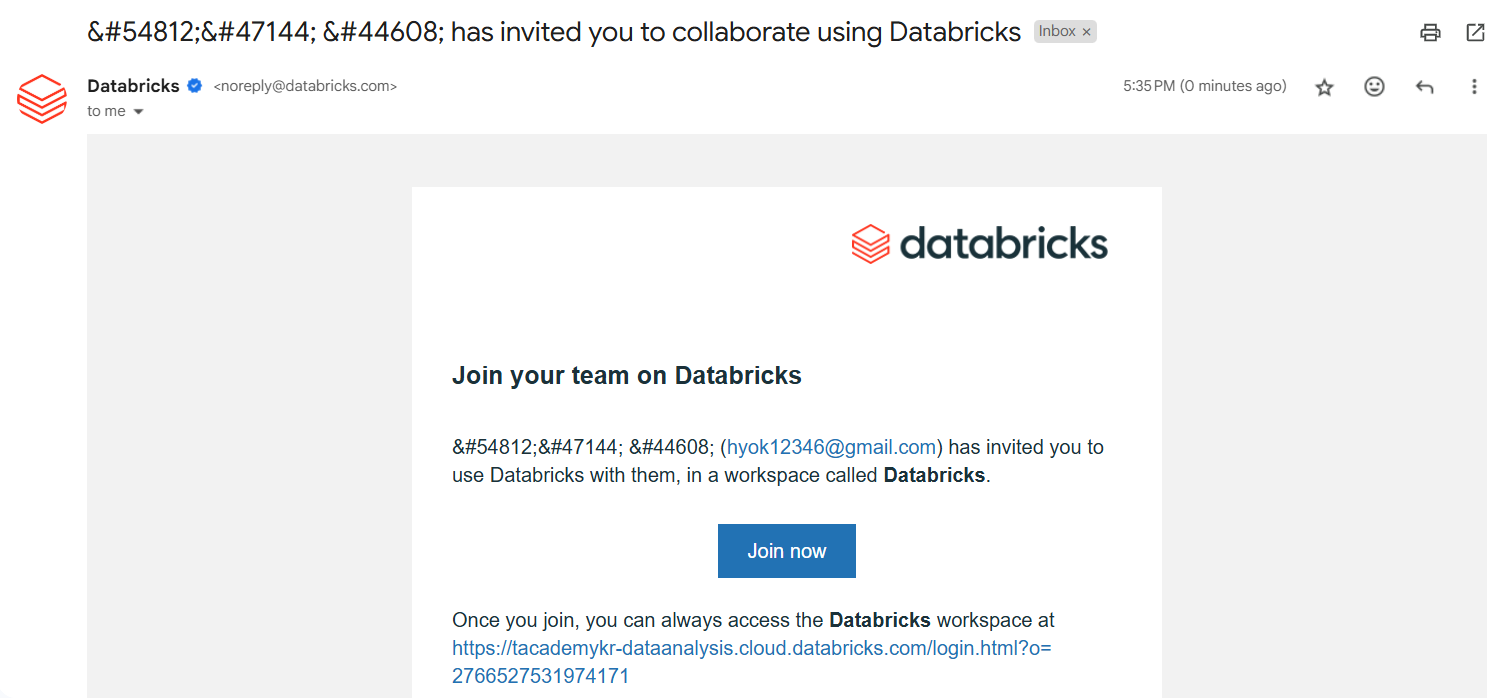 &#54812;&#47144; &#44608; has invited you to collaborate using Databricks Inbox ×
Databricks <noreply@databricks.com> 5:35 PM (0 minutes ago)
to me
databricks
Join your team on Databricks
&#54812;&#47144; &#44608; (hyok12346@gmail.com) has invited you to
use Databricks with them, in a workspace called Databricks.
Join now
Once you join, you can always access the Databricks workspace at
https://tacademykr-dataanalysis.cloud.databricks.com/login.html?o=
2766527531974171